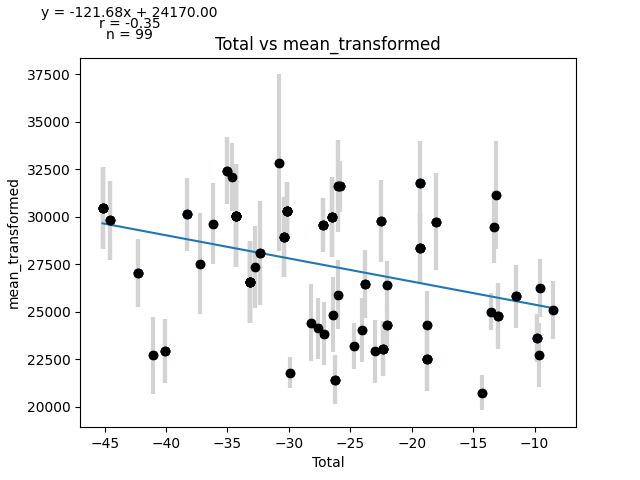 y = -121.68x + 24170.00
r = -0.35
n = 99
Total vs mean_transformed
37500
35000
32500
30000
27500
25000
22500
20000
mean_transformed
−45 −40 −35 −30 −25 −20 −15 −10
Total